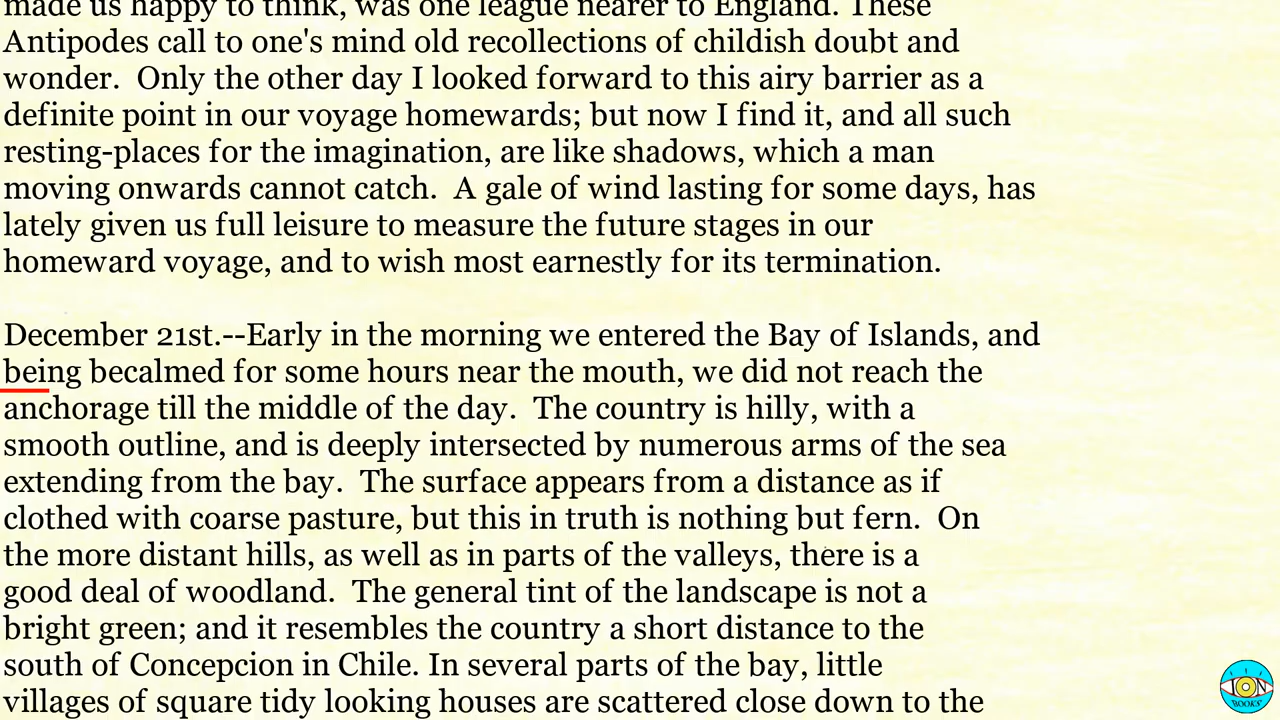 made us happy to think, was one league nearer to England. These
Antipodes call to one's mind old recollections of childish doubt and
wonder.  Only the other day I looked forward to this airy barrier as a
definite point in our voyage homewards; but now I find it, and all such
resting-places for the imagination, are like shadows, which a man
moving onwards cannot catch.  A gale of wind lasting for some days, has
lately given us full leisure to measure the future stages in our
homeward voyage, and to wish most earnestly for its termination.

December 21st.--Early in the morning we entered the Bay of Islands, and
being becalmed for some hours near the mouth, we did not reach the
anchorage till the middle of the day.  The country is hilly, with a
smooth outline, and is deeply intersected by numerous arms of the sea
extending from the bay.  The surface appears from a distance as if
clothed with coarse pasture, but this in truth is nothing but fern.  On
the more distant hills, as well as in parts of the valleys, there is a
good deal of woodland.  The general tint of the landscape is not a
bright green; and it resembles the country a short distance to the
south of Concepcion in Chile. In several parts of the bay, little
villages of square tidy looking houses are scattered close down to the
ION
BOOKS